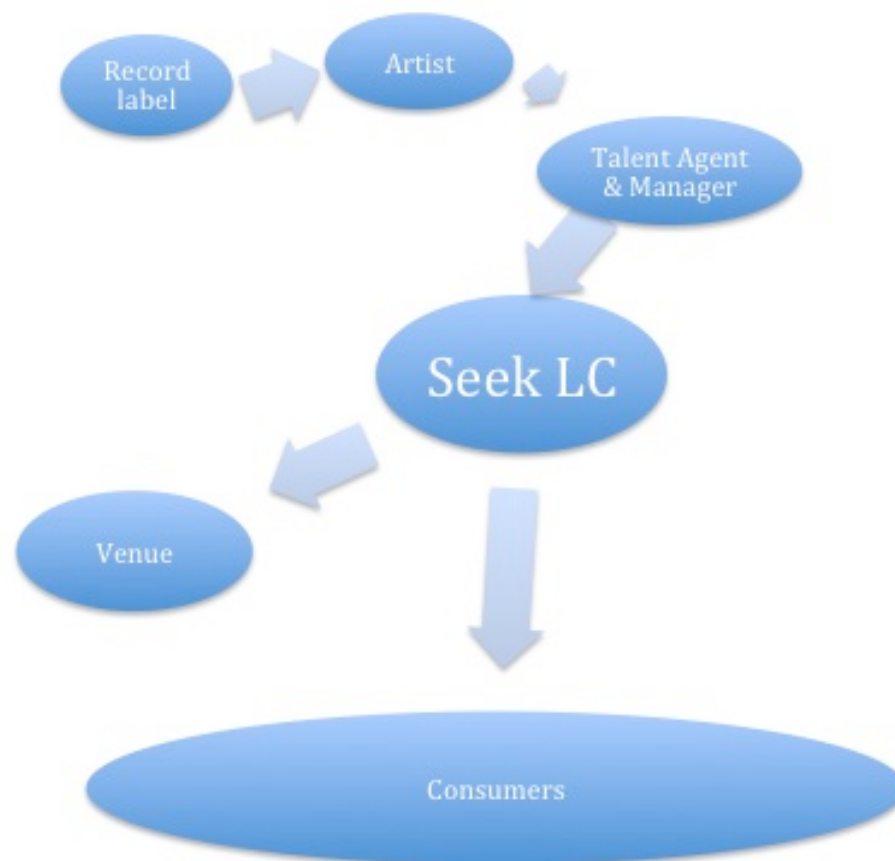 Record
label
Artist
Talent Agent
& Manager
Seek LC
Venue
Consumers